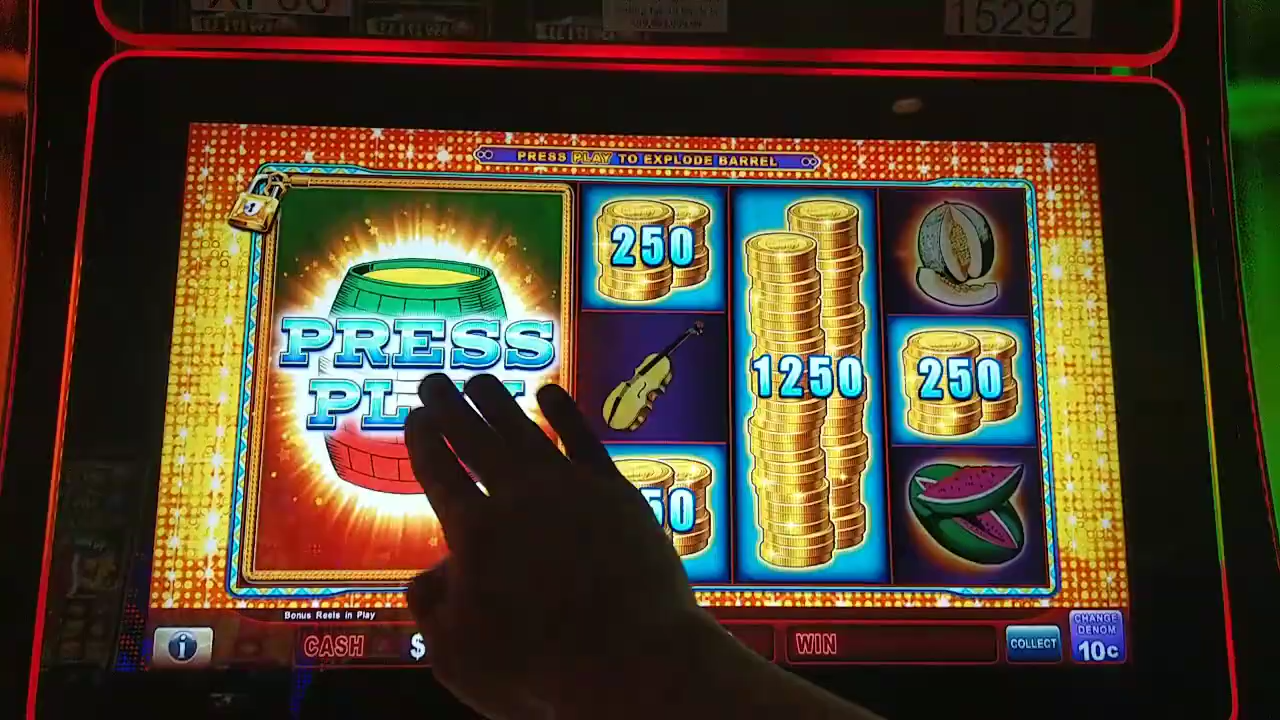 15292
PRESS PLAY TO EXPLODE BARREL
250
PRESS
1250
250
Bonus Reels in Play
CASH $
WIN
COLLECT
CHANGE
DENOM
10c